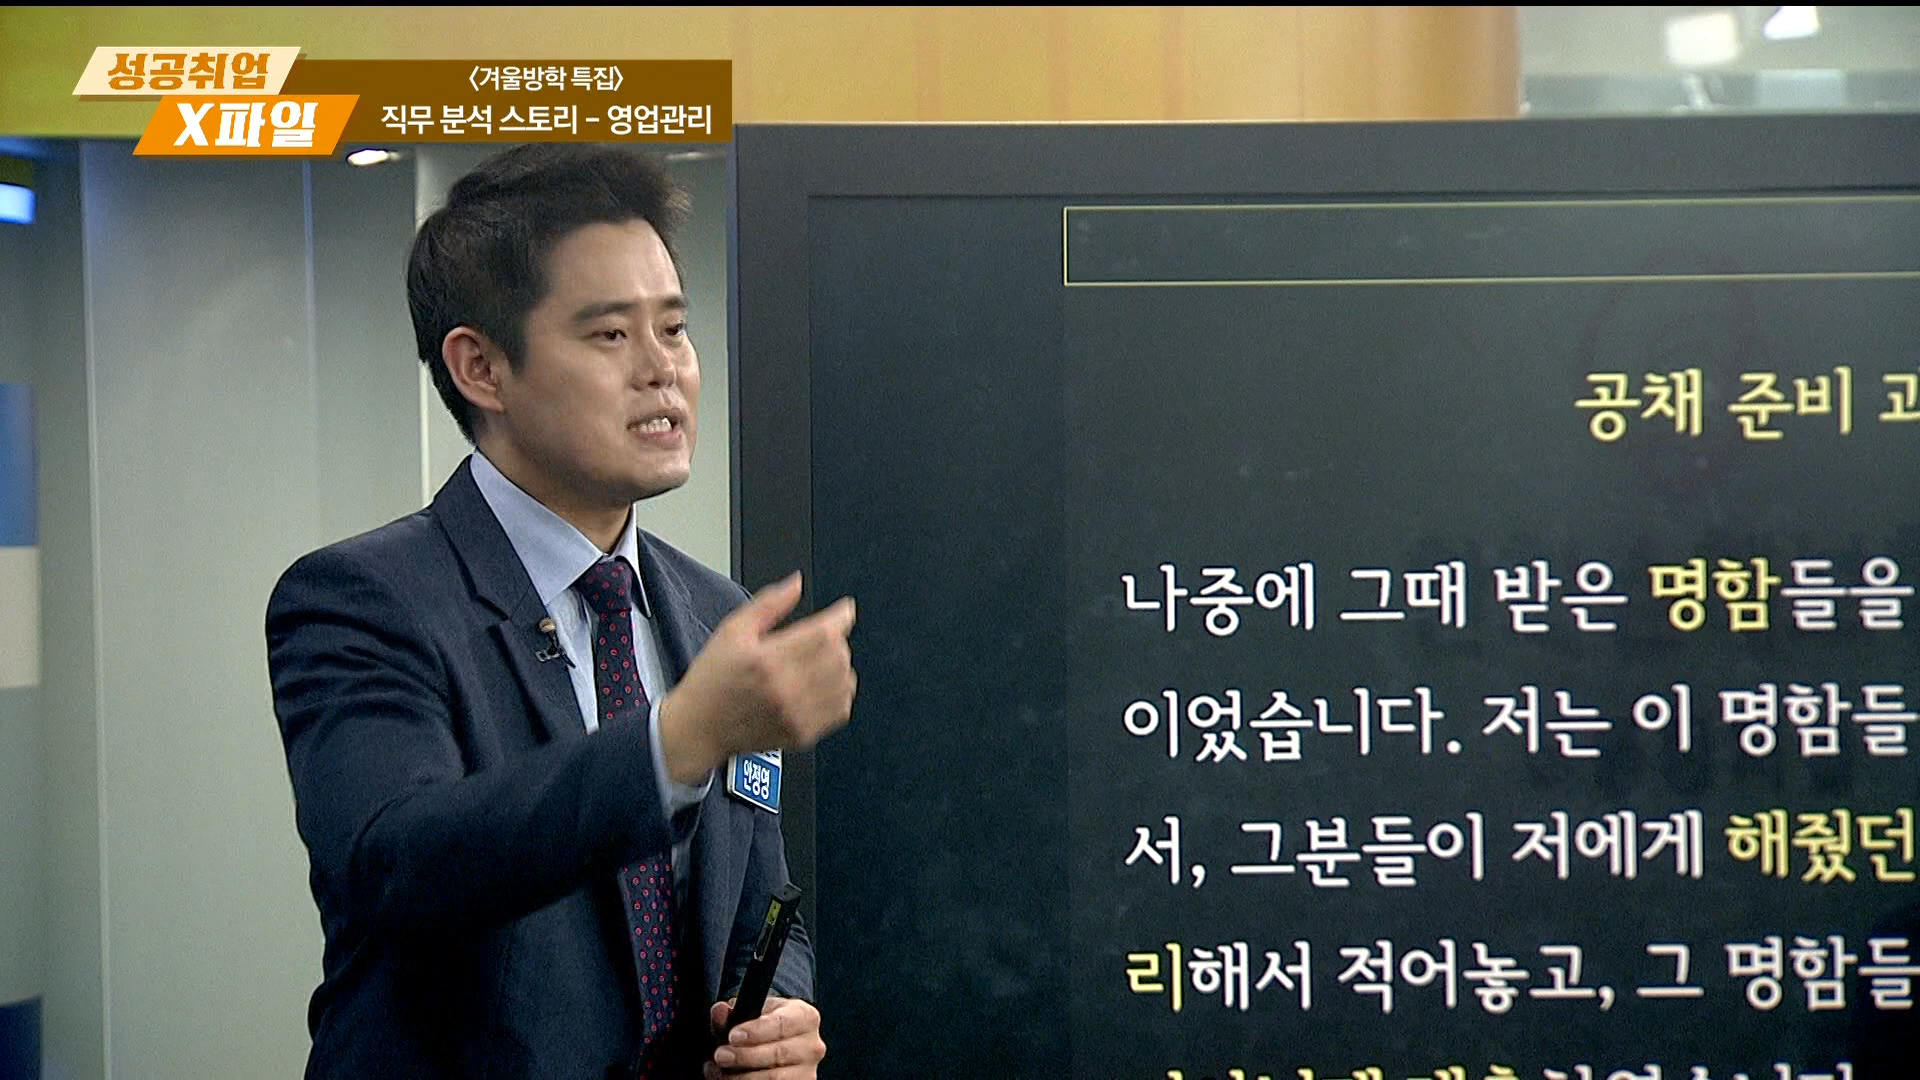 성공취업
X파일
<겨울방학 특집>
직무 분석 스토리 - 영업관리
공채 준비
나중에 그때 받은 명함들을
이었습니다. 저는 이 명함들
서, 그분들이 저에게 해줬던
리해서 적어놓고, 그 명함들
안정영